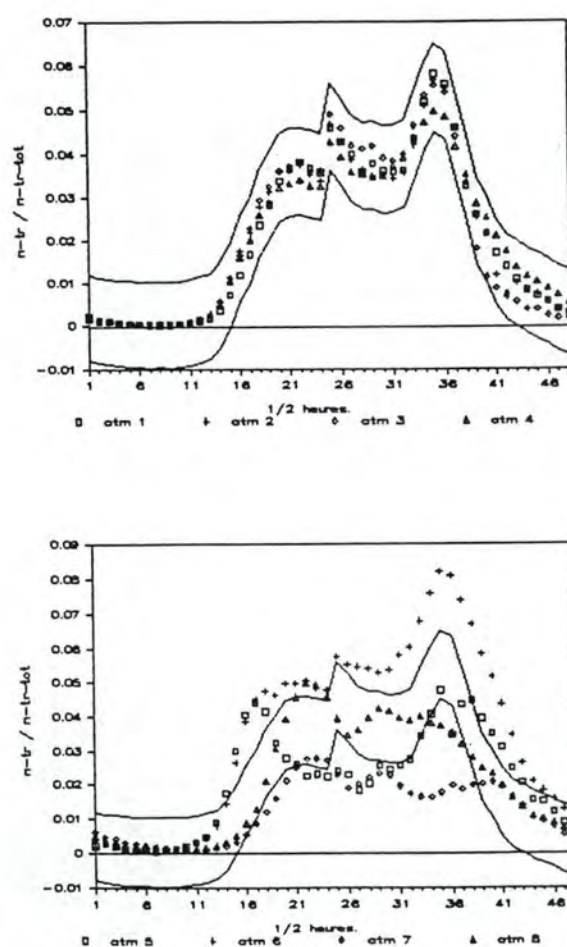 0.07
0.06
0.05
0.04
0.03
0.02
0.01
0
-0.01
n-tr / n-tr-tot
1 6 11 16 21 26 31 36 41 46
1/2 heures.
atm 1 atm 2 atm 3 atm 4
0.09
0.08
0.07
0.06
0.05
0.04
0.03
0.02
0.01
0
-0.01
n-tr / n-tr-tot
1 6 11 16 21 26 31 36 41 46
1/2 heures.
atm 5 atm 6 atm 7 atm 8